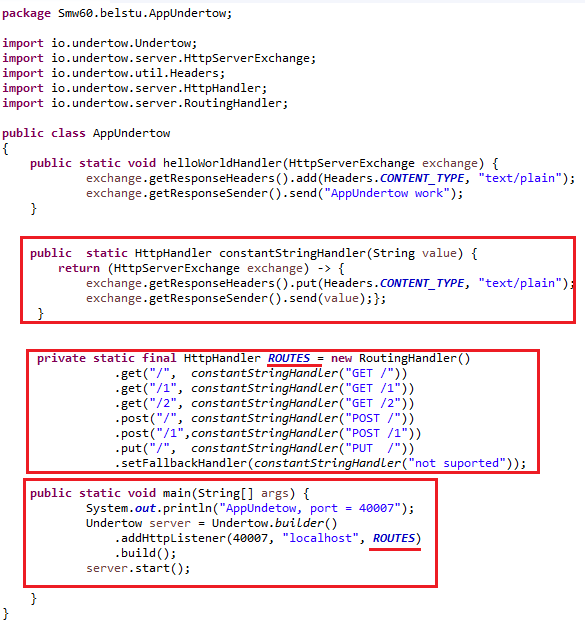 package Smw60.belstu.AppUndertow;
import io.undertow.Undertow;
import io.undertow.server.HttpServerExchange;
import io.undertow.util.Headers;
import io.undertow.server.HttpHandler;
import io.undertow.server.RoutingHandler;
public class AppUndertow
{
public static void helloWorldHandler(HttpServerExchange exchange) {
exchange.getResponseHeaders().add(Headers.CONTENT_TYPE, "text/plain");
exchange.getResponseSender().send("AppUndertow work");
}
public  static HttpHandler constantStringHandler(String value) {
return (HttpServerExchange exchange) -> {
exchange.getResponseHeaders().put(Headers.CONTENT_TYPE, "text/plain");
exchange.getResponseSender().send(value);};
}
private static final HttpHandler ROUTES = new RoutingHandler()
.get("/",  constantStringHandler("GET /"))
.get("/1", constantStringHandler("GET /1"))
.get("/2", constantStringHandler("GET /2"))
.post("/", constantStringHandler("POST /"))
.post("/1",constantStringHandler("POST /1"))
.put("/",  constantStringHandler("PUT  /"))
.setFallbackHandler(constantStringHandler("not suported"));
public static void main(String[] args) {
System.out.println("AppUndetow, port = 40007");
Undertow server = Undertow.builder()
.addHttpListener(40007, "localhost", ROUTES)
.build();
server.start();
}
}